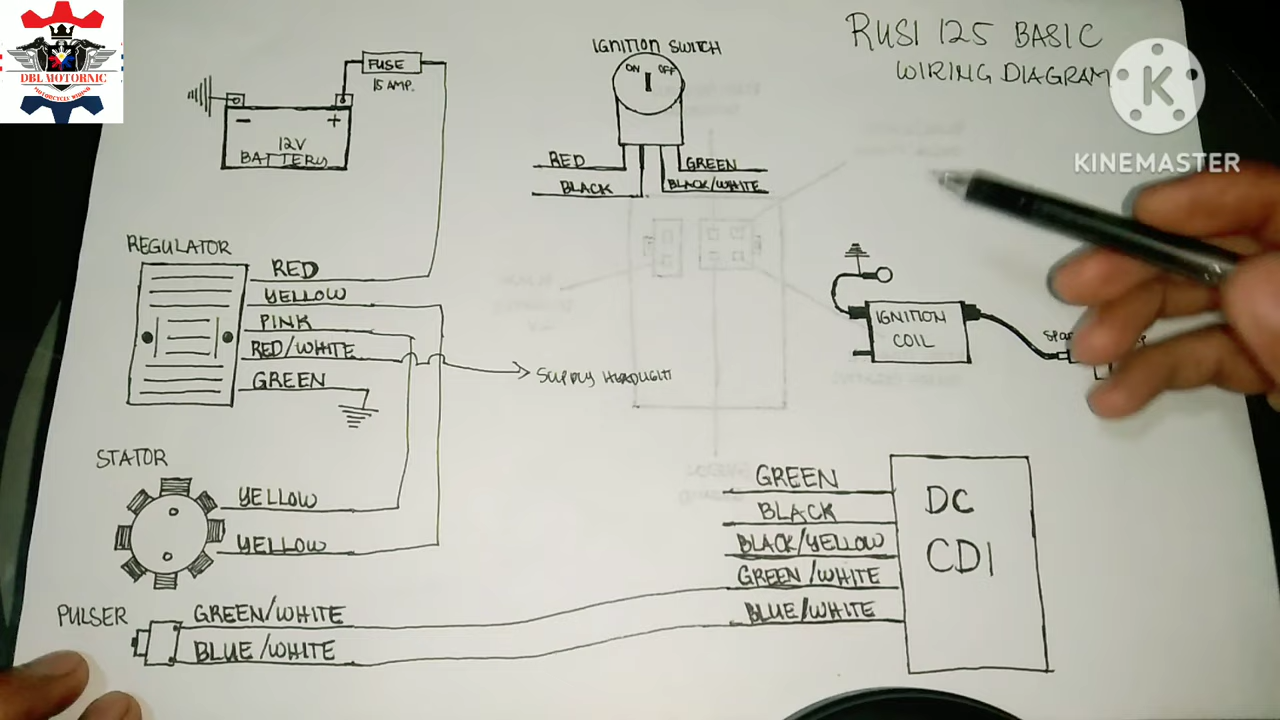 DBL MOTORNIC
MOTORCYCLE WIRING
RUSI 125 BASIC
WIRING DIAGRAM
K
KINEMASTER
IGNITION SWITCH
ON OFF
RED
BLACK
GREEN
BLACK/WHITE
FUSE
15 AMP.
- +
12V
BATTERY
REGULATOR
RED
YELLOW
PINK
RED/WHITE
GREEN
SUPPLY HEADLIGHT
IGNITION
COIL
STATOR
YELLOW
YELLOW
PULSER
GREEN/WHITE
BLUE/WHITE
GREEN
BLACK
BLACK/YELLOW
GREEN/WHITE
BLUE/WHITE
DC
CDI